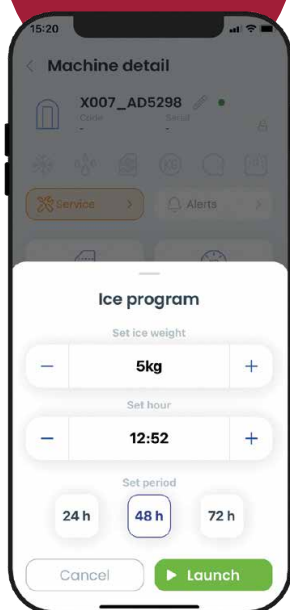 15:20
Machine detail
X007_AD5298
Code Serial
- -
Service Alerts
Ice program
Set ice weight
5kg
Set hour
12:52
Set period
24 h 48 h 72 h
Cancel Launch